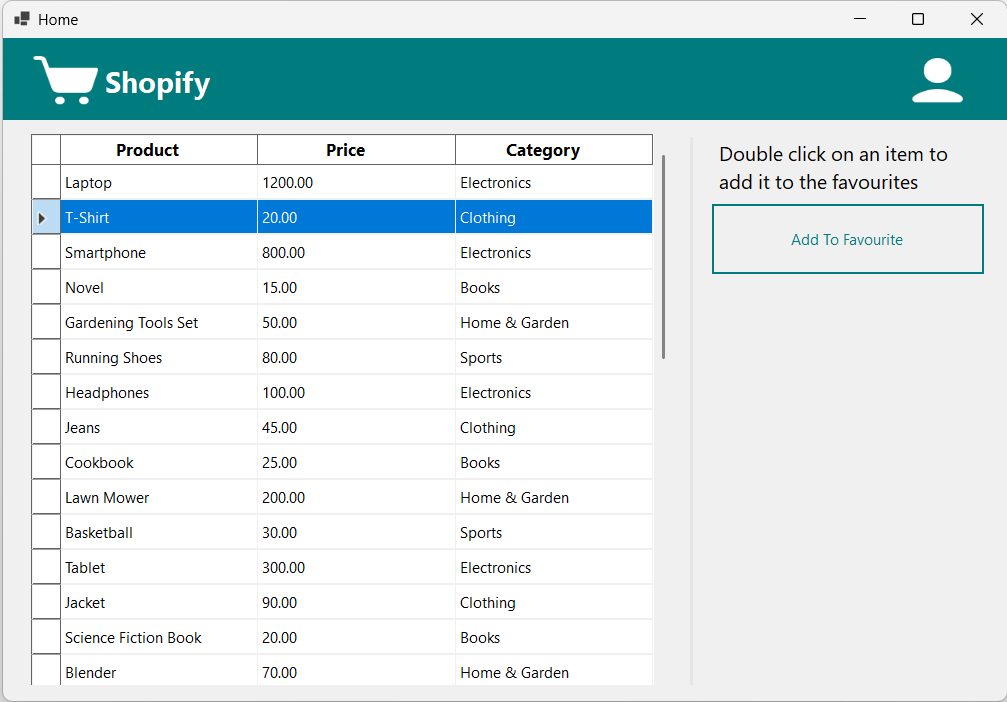 Home
Shopify
Product Price Category
Laptop 1200.00 Electronics
T-Shirt 20.00 Clothing
Smartphone 800.00 Electronics
Novel 15.00 Books
Gardening Tools Set 50.00 Home & Garden
Running Shoes 80.00 Sports
Headphones 100.00 Electronics
Jeans 45.00 Clothing
Cookbook 25.00 Books
Lawn Mower 200.00 Home & Garden
Basketball 30.00 Sports
Tablet 300.00 Electronics
Jacket 90.00 Clothing
Science Fiction Book 20.00 Books
Blender 70.00 Home & Garden
Double click on an item to
add it to the favourites
Add To Favourite